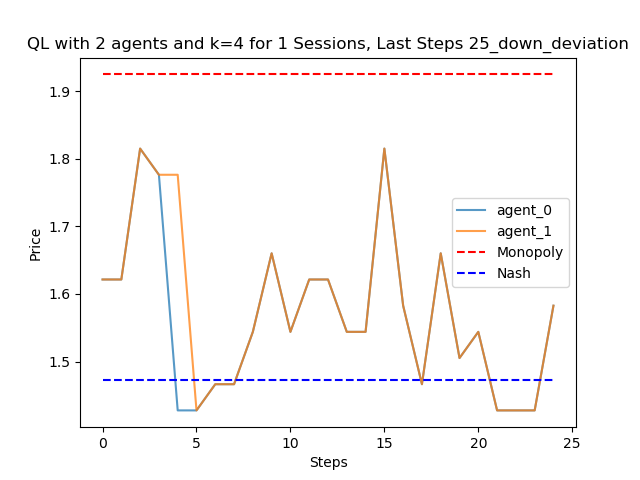 QL with 2 agents and k=4 for 1 Sessions, Last Steps 25_down_deviation
Price
1.9
1.8
1.7
1.6
1.5
agent_0
agent_1
Monopoly
Nash
0 5 10 15 20 25
Steps